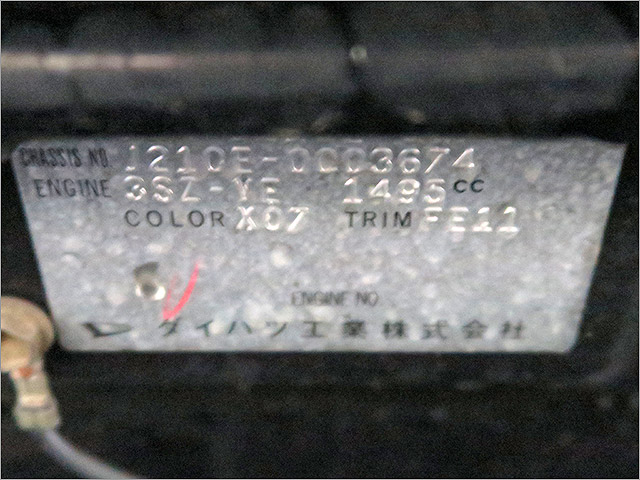 CHASSIS NO. J210E-0003674
ENGINE 3SZ-VE 1495 CC
COLOR X07 TRIM FE11
ENGINE NO
ダイハツ工業株式会社